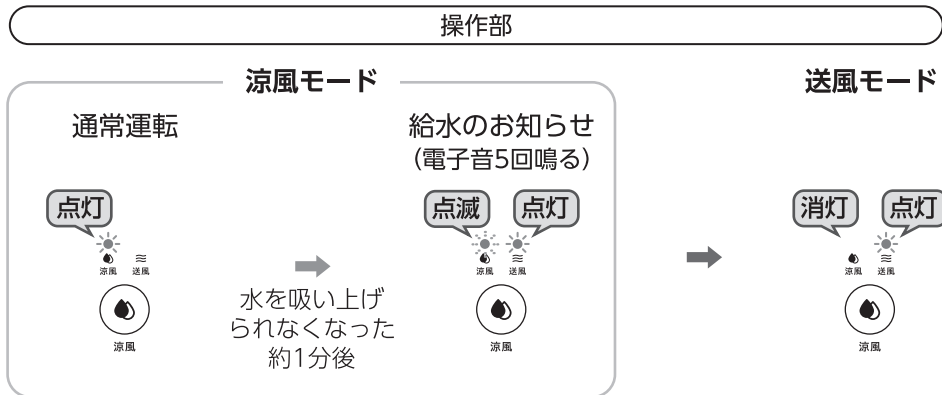 操作部
涼風モード
送風モード
通常運転
給水のお知らせ
(電子音5回鳴る)
点灯
点滅
点灯
消灯
点灯
涼風
送風
涼風
送風
涼風
送風
水を吸い上げ
られなくなった
約1分後
涼風
涼風
涼風